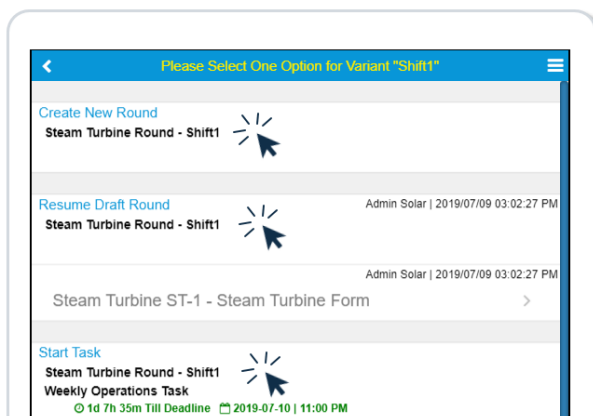 Please Select One Option for Variant "Shift1"
Create New Round
Steam Turbine Round - Shift1
Resume Draft Round
Admin Solar | 2019/07/09 03:02:27 PM
Steam Turbine Round - Shift1
Admin Solar | 2019/07/09 03:02:27 PM
Steam Turbine ST-1 - Steam Turbine Form
Start Task
Steam Turbine Round - Shift1
Weekly Operations Task
1d 7h 35m Till Deadline 2019-07-10 | 11:00 PM